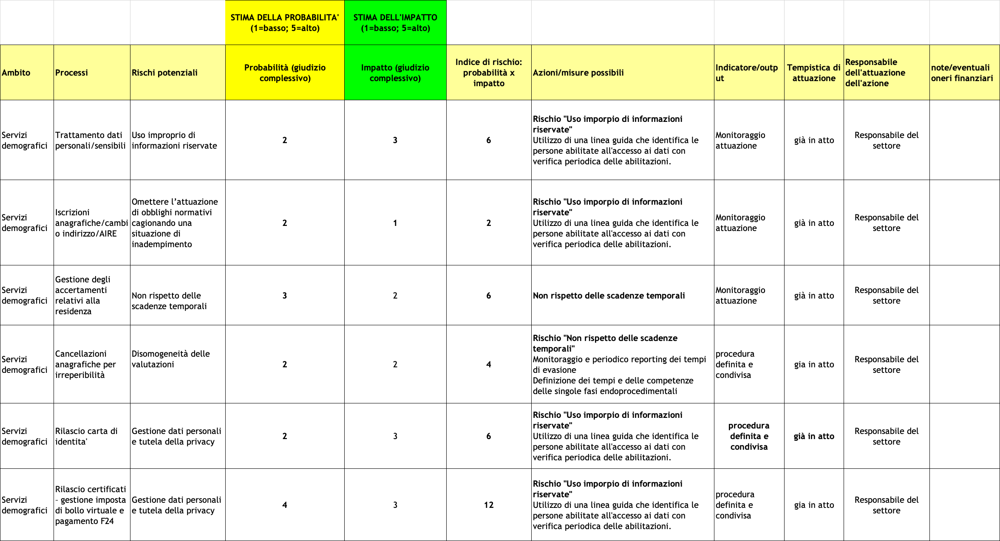 STIMA DELLA PROBABILITA'
(1=basso; 5=alto)
STIMA DELL'IMPATTO
(1=basso; 5=alto)
Ambito
Processi
Rischi potenziali
Probabilità (giudizio
complessivo)
Impatto (giudizio
complessivo)
Indice di rischio:
probabilità x
impatto
Azioni/misure possibili
Indicatore/outp
ut
Tempistica di
attuazione
Responsabile
dell'attuazione
dell'azione
note/eventuali
oneri finanziari
Servizi
demografici
Trattamento dati
personali/sensibili
Uso improprio di
informazioni riservate
2
3
6
Rischio "Uso imporpio di informazioni
riservate"
Utilizzo di una linea guida che identifica le
persone abilitate all'accesso ai dati con
verifica periodica delle abilitazioni.
Monitoraggio
attuazione
già in atto
Responsabile del
settore
Servizi
demografici
Iscrizioni
anagrafiche/cambi
o indirizzo/AIRE
Omettere l’attuazione
di obblighi normativi
cagionando una
situazione di
inadempimento
2
1
2
Rischio "Uso imporpio di informazioni
riservate"
Utilizzo di una linea guida che identifica le
persone abilitate all'accesso ai dati con
verifica periodica delle abilitazioni.
Monitoraggio
attuazione
già in atto
Responsabile del
settore
Servizi
demografici
Gestione degli
accertamenti
relativi alla
residenza
Non rispetto delle
scadenze temporali
3
2
6
Non rispetto delle scadenze temporali
Monitoraggio
attuazione
già in atto
Responsabile del
settore
Servizi
demografici
Cancellazioni
anagrafiche per
irreperibilità
Disomogeneità delle
valutazioni
2
2
4
Rischio "Non rispetto delle scadenze
temporali"
Monitoraggio e periodico reporting dei tempi
di evasione
Definizione dei tempi e delle competenze
delle singole fasi endoprocedimentali
procedura
definita e
condivisa
gia in atto
Responsabile del
settore
Servizi
demografici
Rilascio carta di
identita'
Gestione dati personali
e tutela della privacy
2
3
6
Rischio "Uso imporpio di informazioni
riservate"
Utilizzo di una linea guida che identifica le
persone abilitate all'accesso ai dati con
verifica periodica delle abilitazioni.
procedura
definita e
condivisa
già in atto
Responsabile del
settore
Servizi
demografici
Rilascio certificati
– gestione imposta
di bollo virtuale e
pagamento F24
Gestione dati personali
e tutela della privacy
4
3
12
Rischio "Uso imporpio di informazioni
riservate"
Utilizzo di una linea guida che identifica le
persone abilitate all'accesso ai dati con
verifica periodica delle abilitazioni.
procedura
definita e
condivisa
gia in atto
Responsabile del
settore